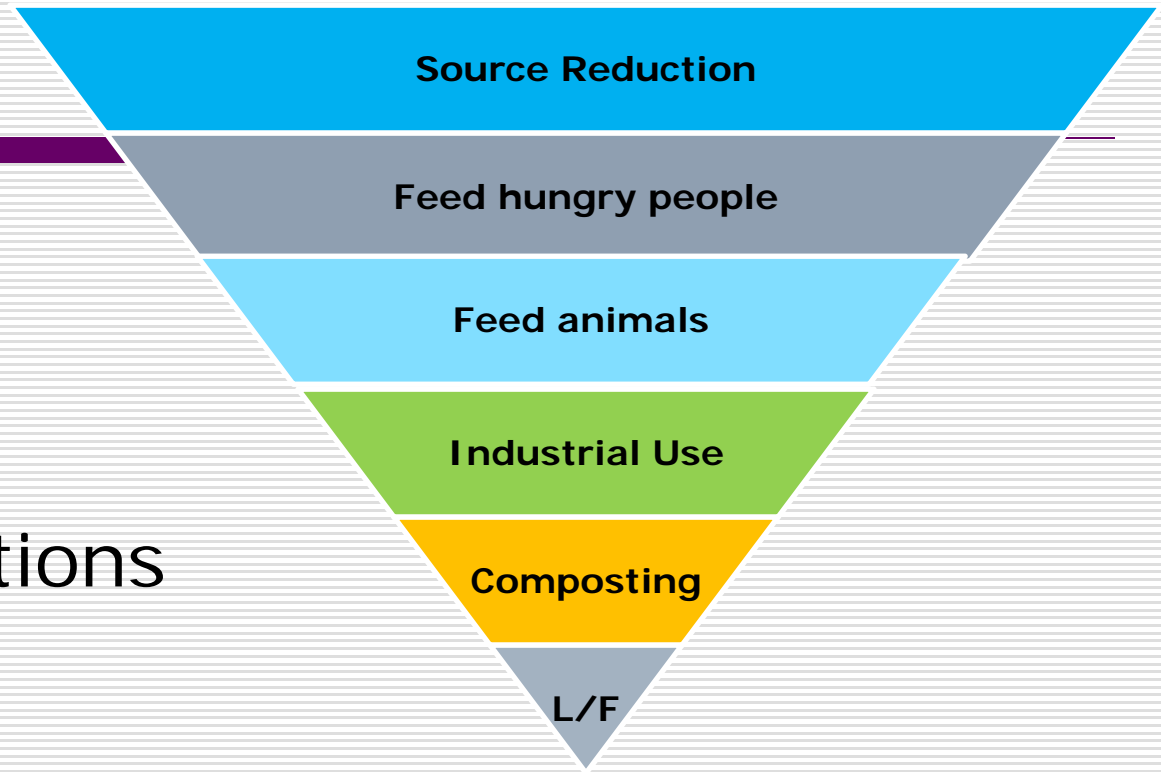 Source Reduction
Feed hungry people
Feed animals
Industrial Use
tions
Composting
L/F